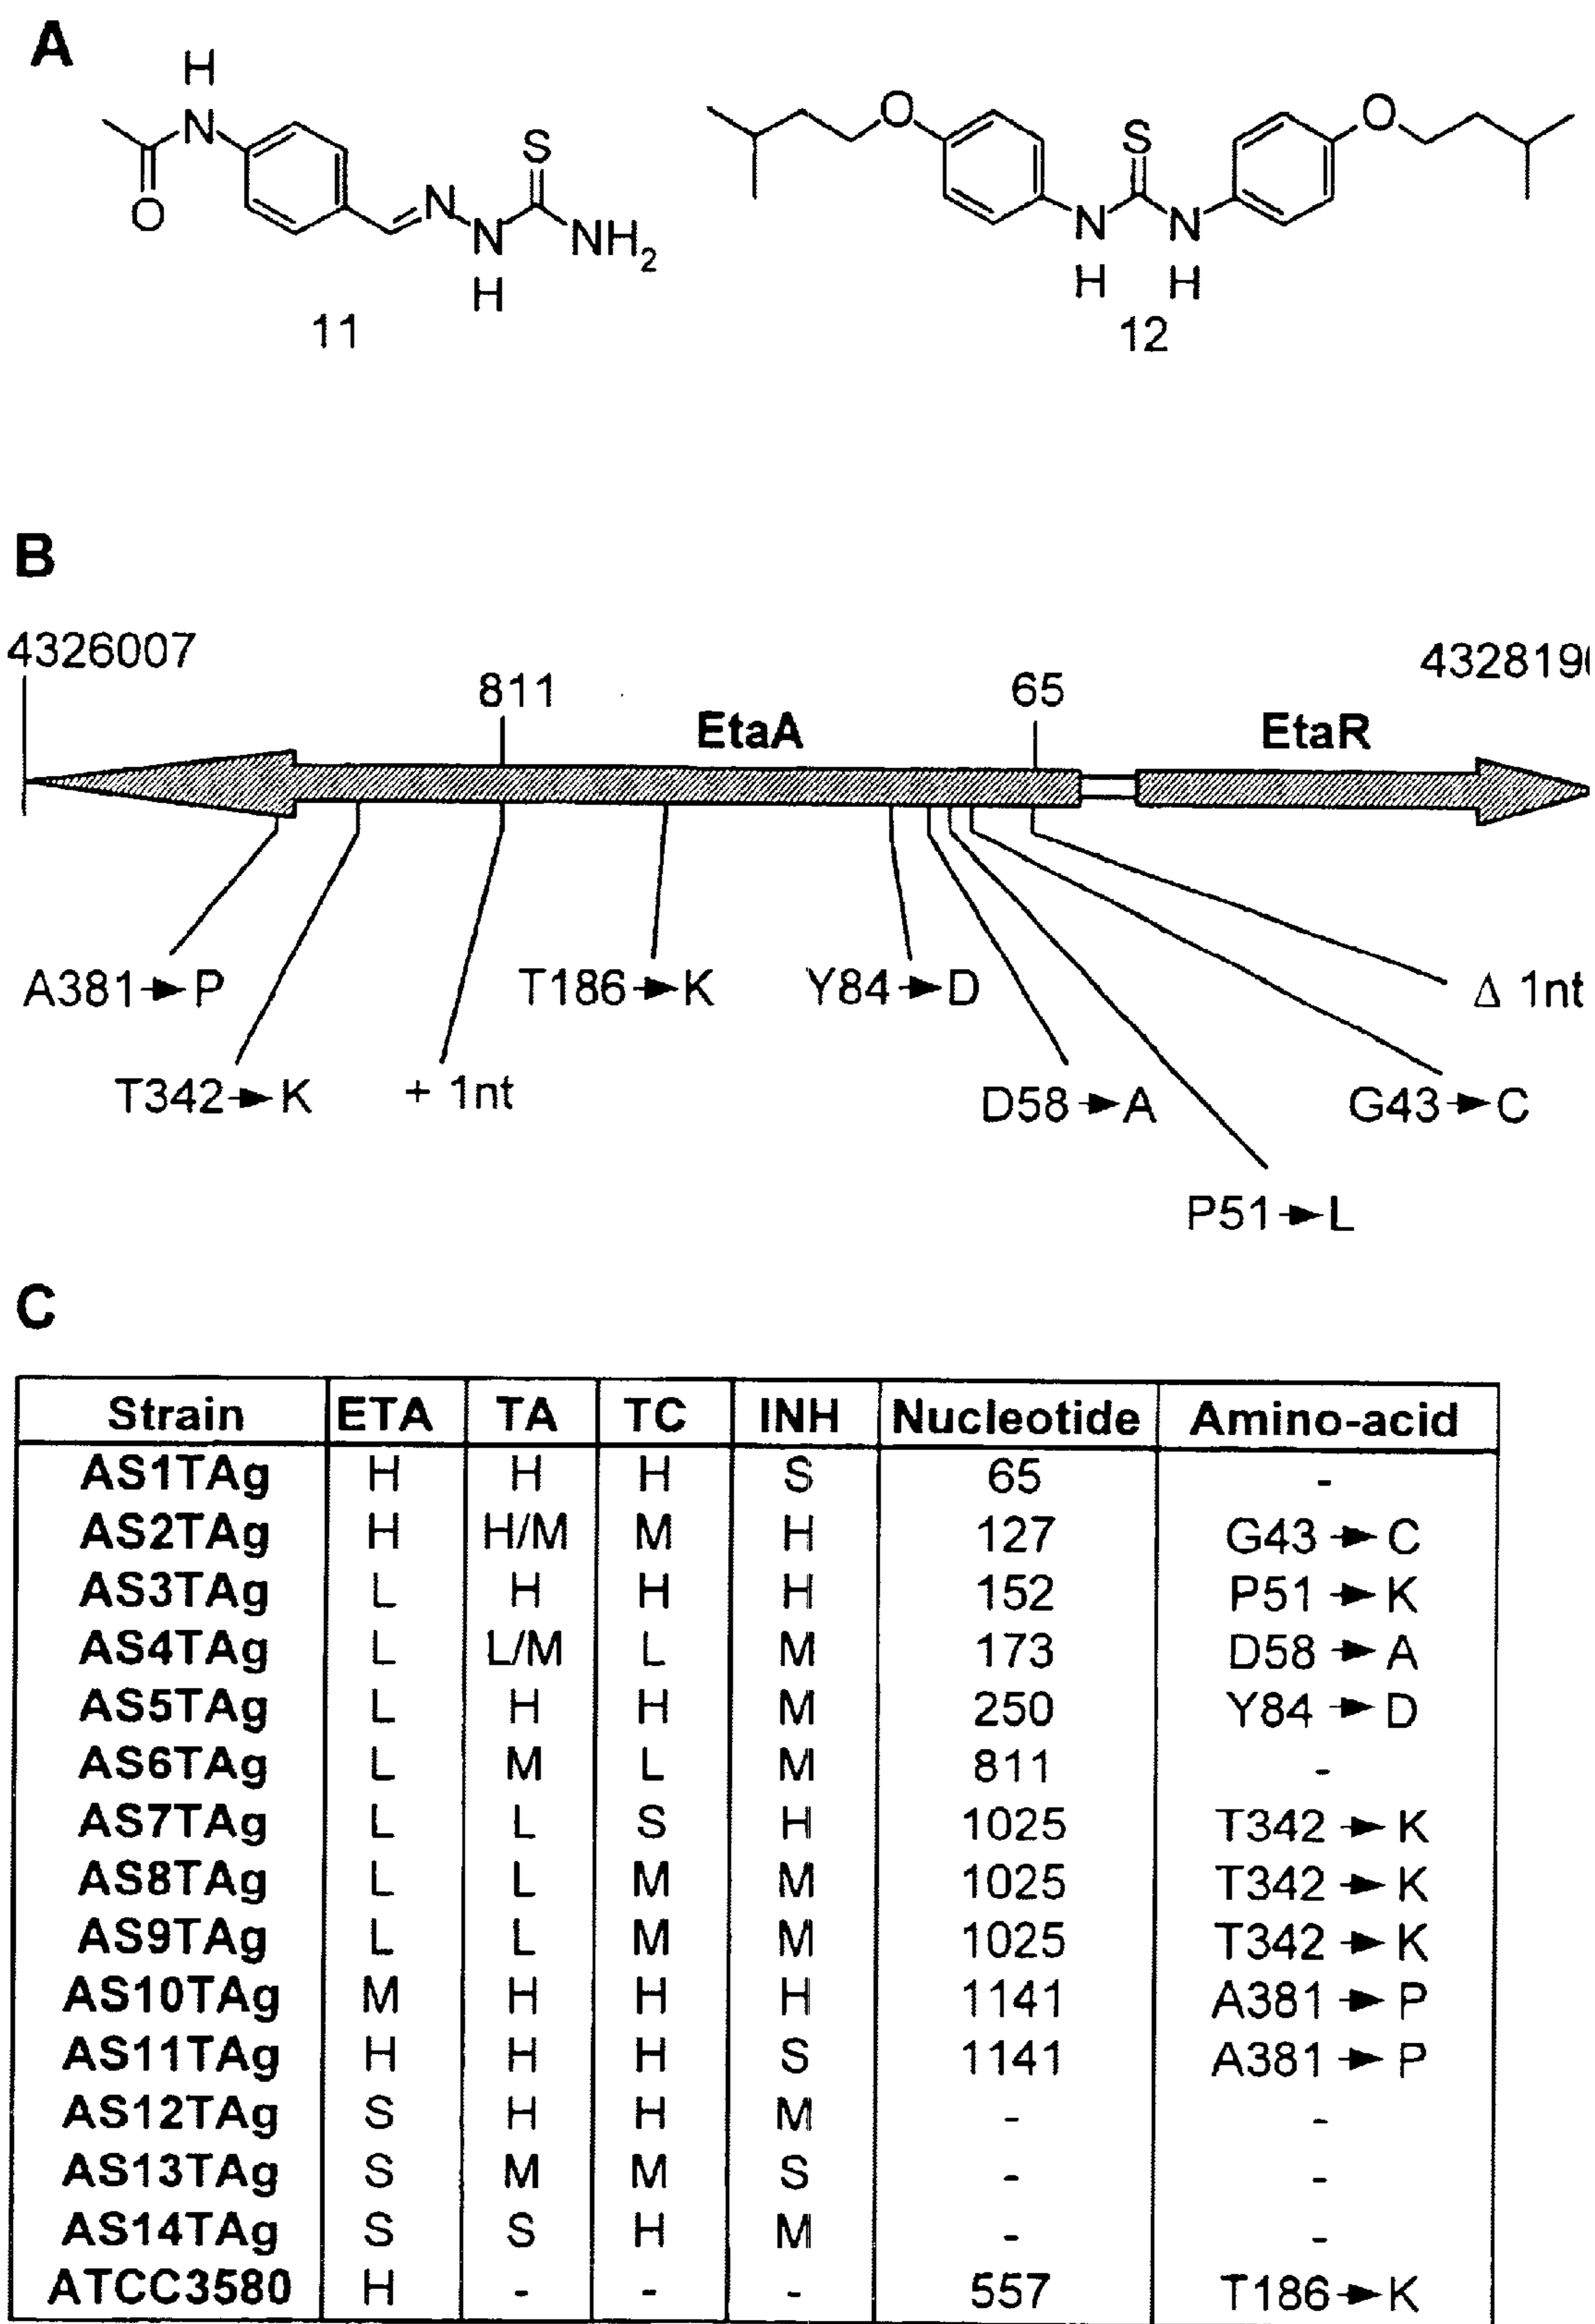 A
H
N
O
N
N
H
S
NH2
11
O
S
N
H
N
H
O
12
B
4326007
811
EtaA
65
EtaR
A381 → P
T342 → K
+ 1nt
T186 → K
Y84 → D
D58 → A
P51 → L
G43 → C
Δ 1nt
C
Strain ETA TA TC INH Nucleotide Amino-acid
AS1TAg H H H S 65 -
AS2TAg H H/M M H 127 G43 → C
AS3TAg L H H H 152 P51 → K
AS4TAg L L/M L M 173 D58 → A
AS5TAg L H H M 250 Y84 → D
AS6TAg L M L M 811 -
AS7TAg L L S H 1025 T342 → K
AS8TAg L L M M 1025 T342 → K
AS9TAg L L M M 1025 T342 → K
AS10TAg M H H H 1141 A381 → P
AS11TAg H H H S 1141 A381 → P
AS12TAg S H H M - -
AS13TAg S M M S - -
AS14TAg S S H M - -
ATCC3580 H - - - 557 T186 → K